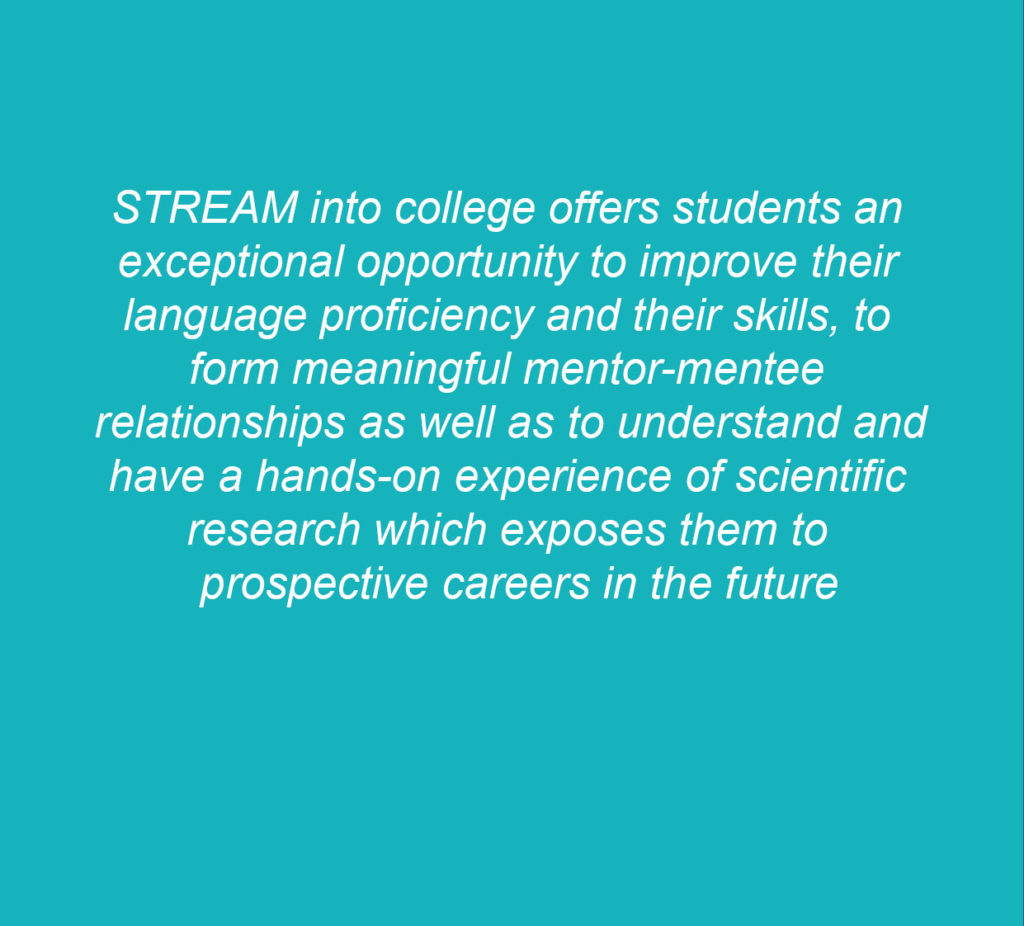 STREAM into college offers students an
exceptional opportunity to improve their
language proficiency and their skills, to
form meaningful mentor-mentee
relationships as well as to understand and
have a hands-on experience of scientific
research which exposes them to
prospective careers in the future